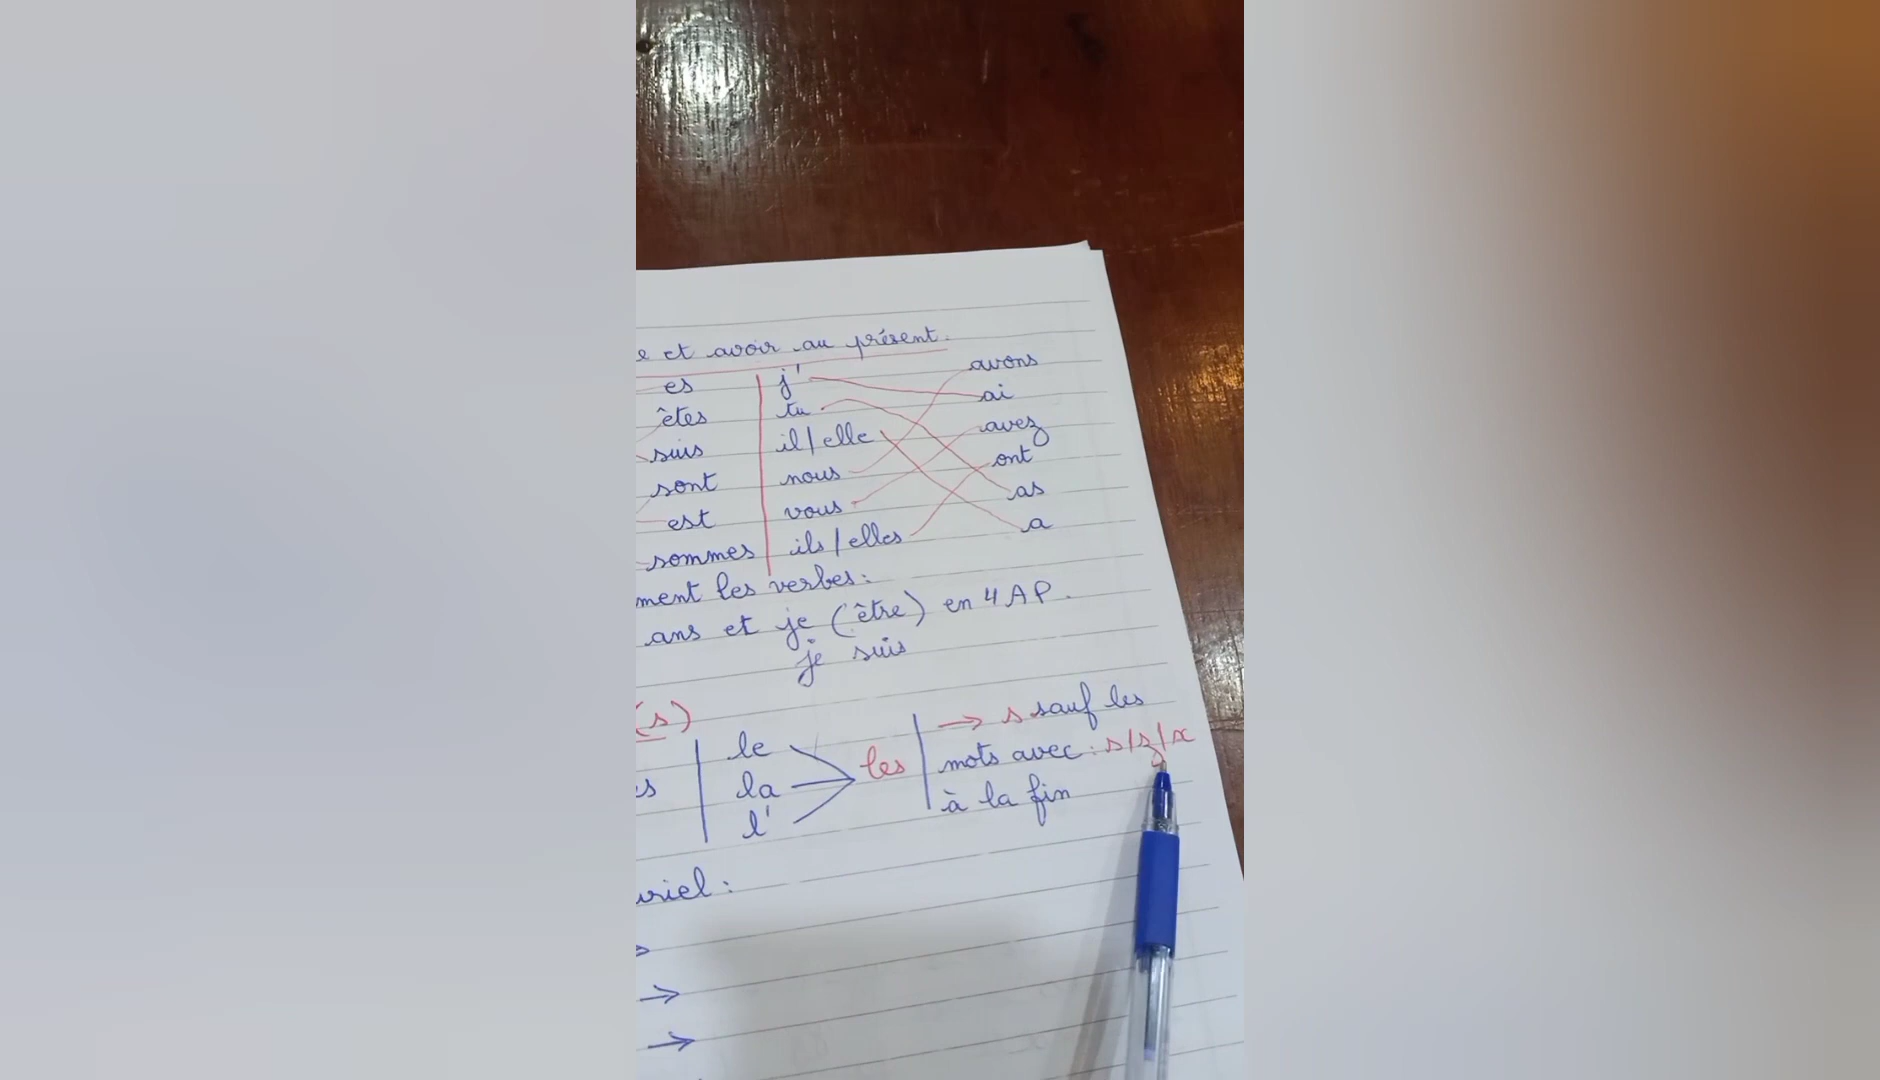 et avoir au présent.
es j' avons
êtes tu ai
suis il/elle avez
sont nous ont
est vous as
sommes ils/elles a
ment les verbes:
ans et je (être) en 4 AP.
je suis
(s) → s sauf les
le les mots avec: s/z/x
s la à la fin
l'
uriel:
→
→